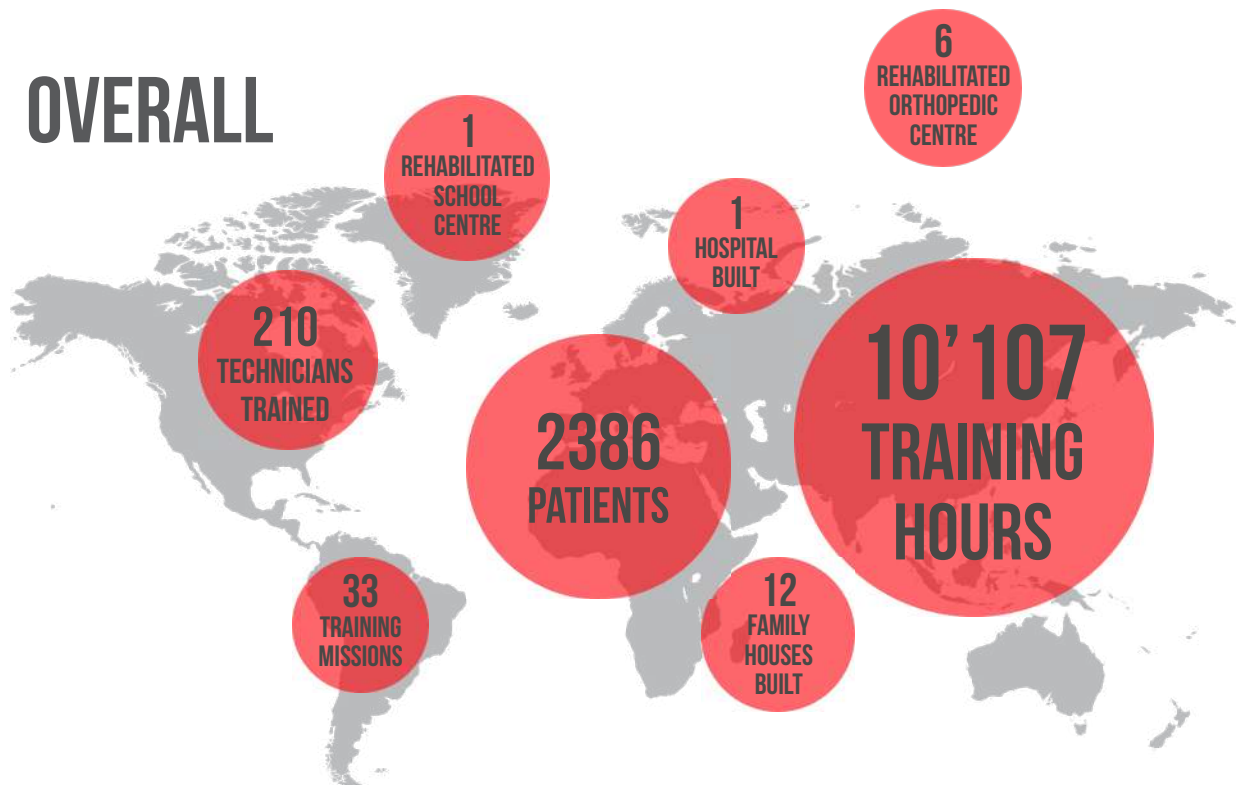 OVERALL
6
REHABILITATED
ORTHOPEDIC
CENTRE
1
REHABILITATED
SCHOOL
CENTRE
1
HOSPITAL
BUILT
210
TECHNICIANS
TRAINED
2386
PATIENTS
10’107
TRAINING
HOURS
33
TRAINING
MISSIONS
12
FAMILY
HOUSES
BUILT